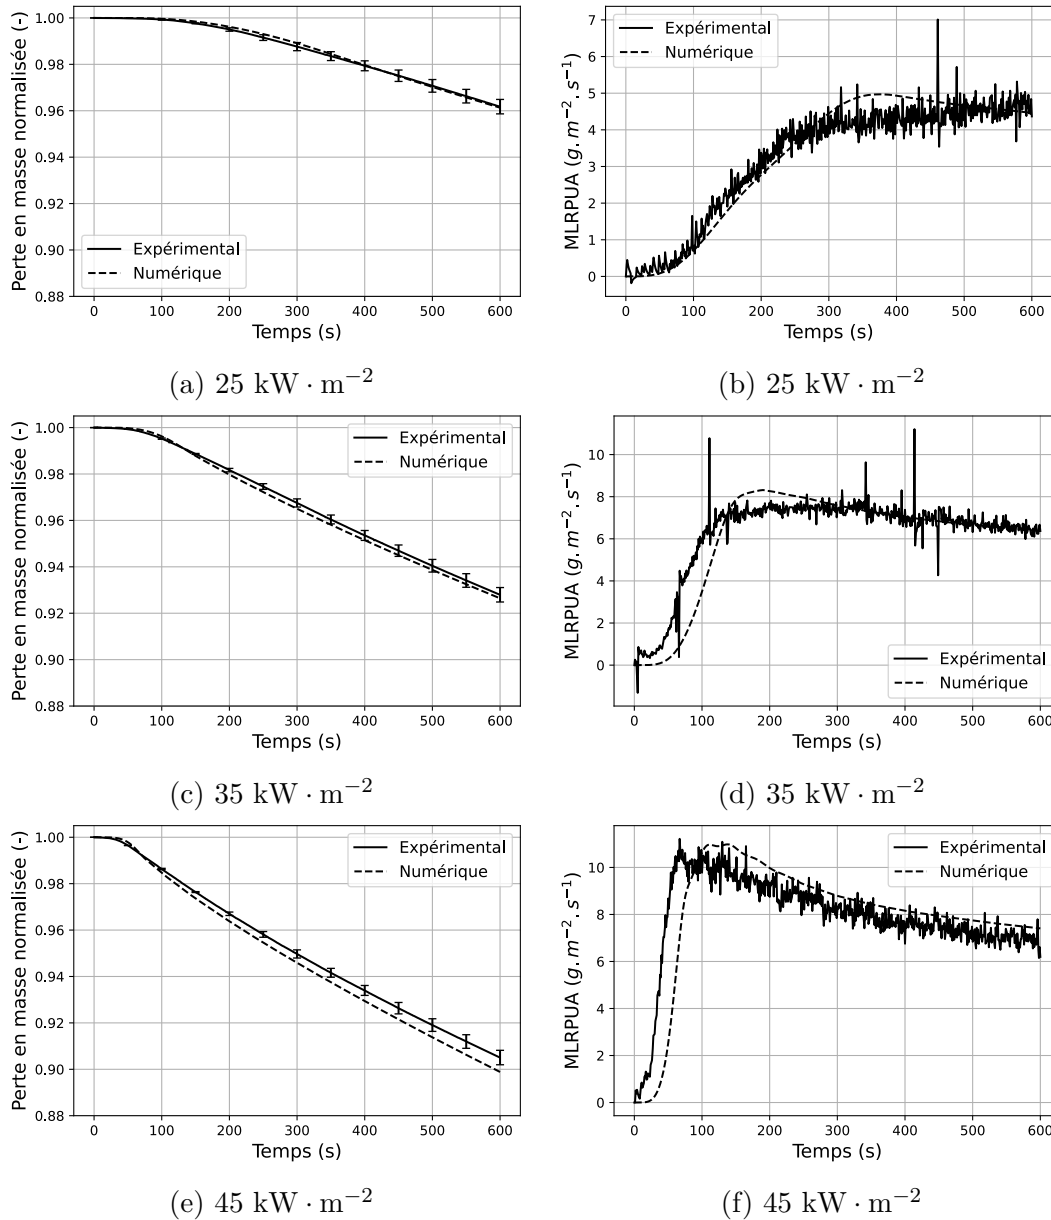 Perte en masse normalisée (-)
1.00
0.98
0.96
0.94
0.92
0.90
0.88
Expérimental
Numérique
0 100 200 300 400 500 600
Temps (s)
(a) 25 kW · m⁻²
MLRPUA (g.m⁻².s⁻¹)
7
6
5
4
3
2
1
0
Expérimental
Numérique
0 100 200 300 400 500 600
Temps (s)
(b) 25 kW · m⁻²
Perte en masse normalisée (-)
1.00
0.98
0.96
0.94
0.92
0.90
0.88
Expérimental
Numérique
0 100 200 300 400 500 600
Temps (s)
(c) 35 kW · m⁻²
MLRPUA (g.m⁻².s⁻¹)
10
8
6
4
2
0
Expérimental
Numérique
0 100 200 300 400 500 600
Temps (s)
(d) 35 kW · m⁻²
Perte en masse normalisée (-)
1.00
0.98
0.96
0.94
0.92
0.90
0.88
Expérimental
Numérique
0 100 200 300 400 500 600
Temps (s)
(e) 45 kW · m⁻²
MLRPUA (g.m⁻².s⁻¹)
10
8
6
4
2
0
Expérimental
Numérique
0 100 200 300 400 500 600
Temps (s)
(f) 45 kW · m⁻²